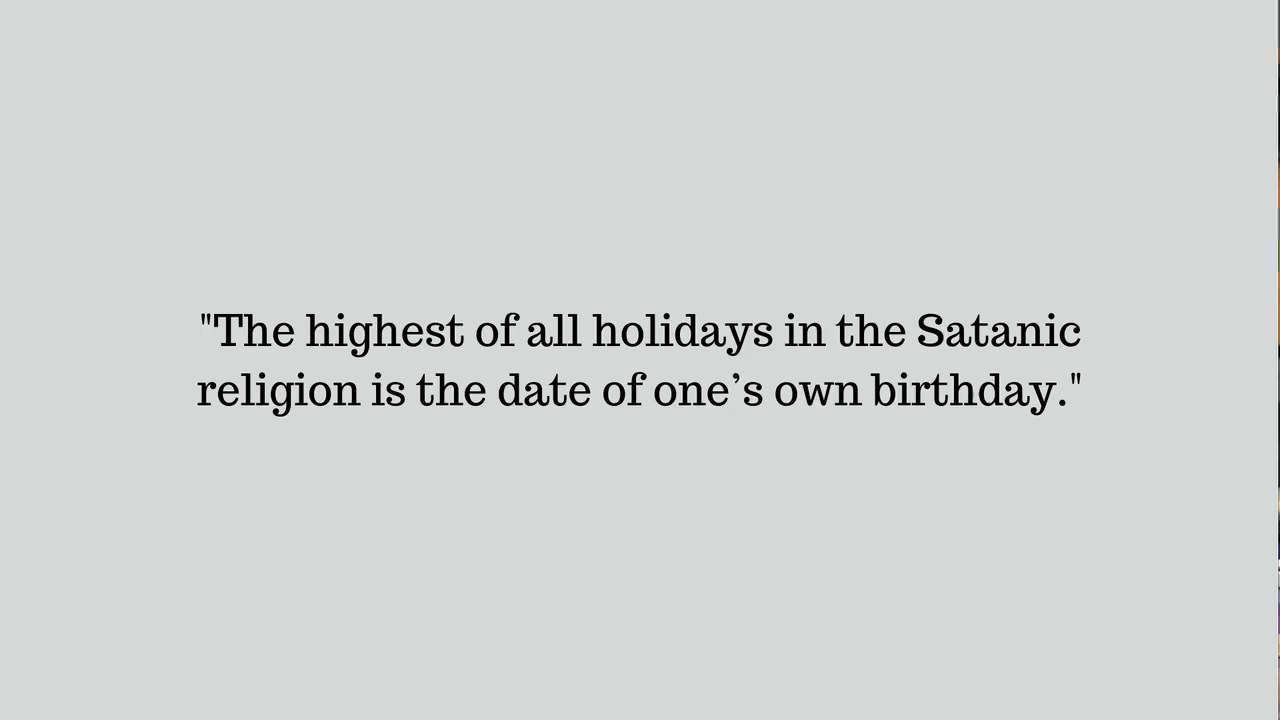 "The highest of all holidays in the Satanic
religion is the date of one’s own birthday."